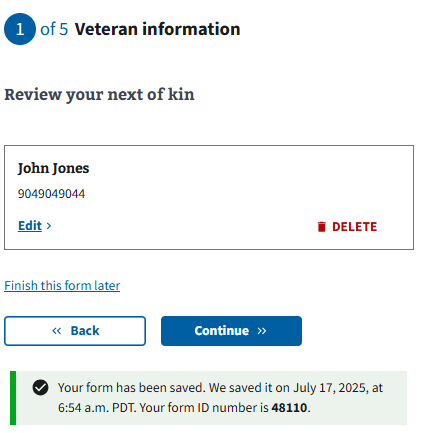 1 of 5 Veteran information
Review your next of kin
John Jones
9049049044
Edit ›
DELETE
Finish this form later
‹‹ Back
Continue ››
Your form has been saved. We saved it on July 17, 2025, at
6:54 a.m. PDT. Your form ID number is 48110.